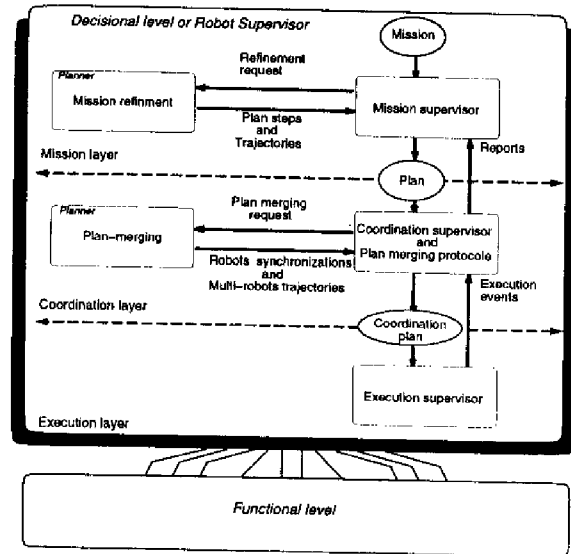 Decisional level or Robot Supervisor
Mission
Refinement
request
Planner
Mission refinment
Mission supervisor
Plan steps
and
Trajectories
Reports
Mission layer
Plan
Planner
Plan merging
request
Plan-merging
Coordination supervisor
and
Plan merging protocole
Robots synchronizations
and
Multi-robots trajectories
Execution
events
Coordination layer
Coordination
plan
Execution supervisor
Execution layer
Functional level